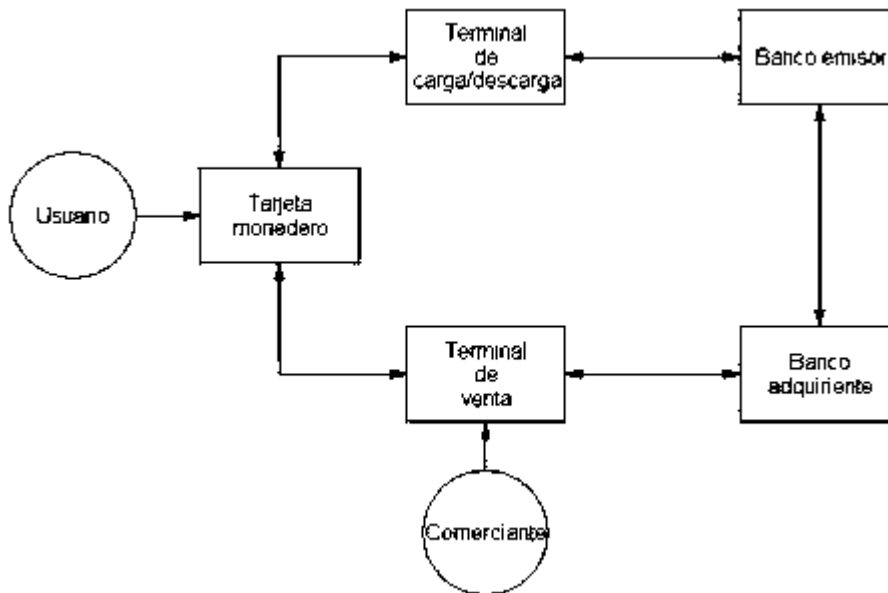 Terminal
de
carga/descarga
Banco emisor
Usuario
Tarjeta
monedero
Terminal
de
venta
Banco
adquiriente
Comerciante